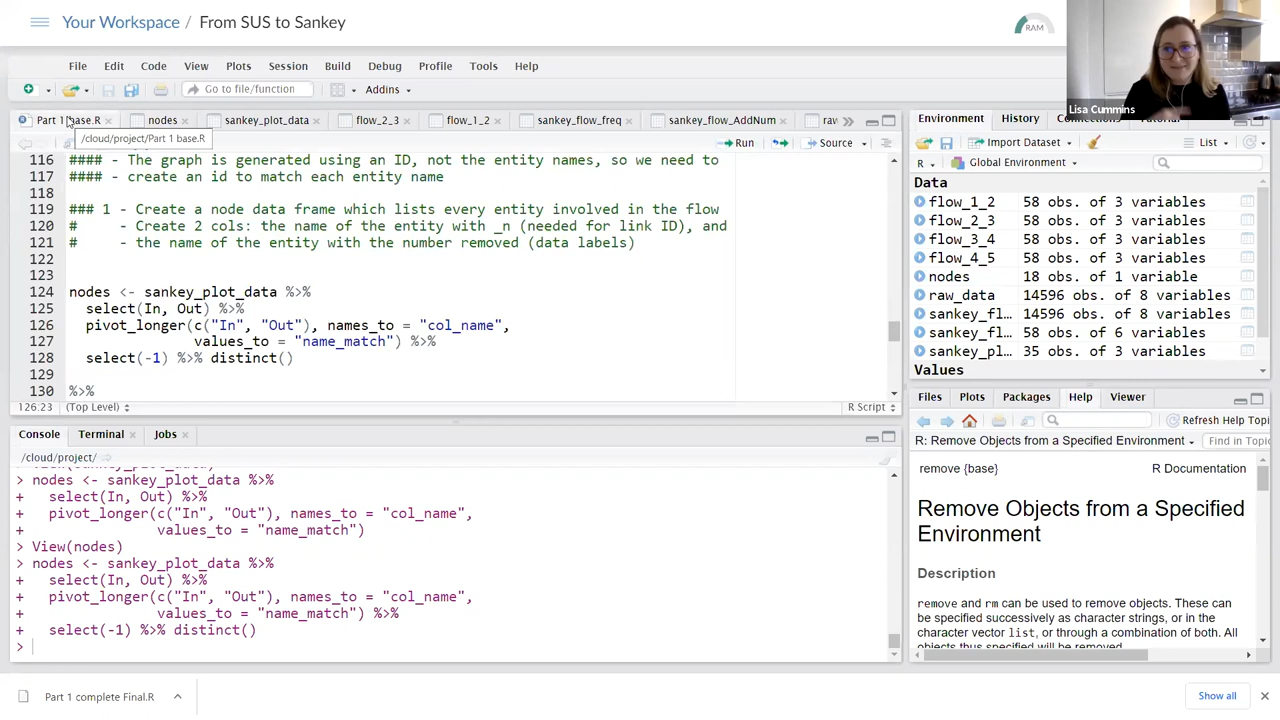 Your Workspace / From SUS to Sankey
RAM
Lisa Cummins
File Edit Code View Plots Session Build Debug Profile Tools Help
Go to file/function
Addins
Part 1 base.R
nodes
sankey_plot_data
flow_2_3
flow_1_2
sankey_flow_freq
sankey_flow_AddNum
/cloud/project/Part 1 base.R
Run
Source
116 #### - The graph is generated using an ID, not the entity names, so we need to
117 #### - create an id to match each entity name
118
119 ### 1 - Create a node data frame which lists every entity involved in the flow
120 # - Create 2 cols: the name of the entity with _n (needed for link ID), and
121 # - the name of the entity with the number removed (data labels)
122
123
124 nodes <- sankey_plot_data %>%
125 select(In, Out) %>%
126 pivot_longer(c("In", "Out"), names_to = "col_name",
127 values_to = "name_match") %>%
128 select(-1) %>% distinct()
129
130 %>%
126:23 (Top Level) R Script
Console Terminal Jobs
/cloud/project/
> nodes <- sankey_plot_data %>%
+ select(In, Out) %>%
+ pivot_longer(c("In", "Out"), names_to = "col_name",
+ values_to = "name_match")
> View(nodes)
> nodes <- sankey_plot_data %>%
+ select(In, Out) %>%
+ pivot_longer(c("In", "Out"), names_to = "col_name",
+ values_to = "name_match") %>%
+ select(-1) %>% distinct()
>
Environment History
Import Dataset List
R Global Environment
Data
flow_1_2 58 obs. of 3 variables
flow_2_3 58 obs. of 3 variables
flow_3_4 58 obs. of 3 variables
flow_4_5 58 obs. of 3 variables
nodes 18 obs. of 1 variable
raw_data 14596 obs. of 8 variables
sankey_fl… 14596 obs. of 8 variables
sankey_fl… 58 obs. of 6 variables
sankey_pl… 35 obs. of 3 variables
Values
Files Plots Packages Help Viewer
Refresh Help Topi
R: Remove Objects from a Specified Environment
Find in Topic
remove {base} R Documentation
Remove Objects from a Specified
Environment
Description
remove and rm can be used to remove objects. These can
be specified successively as character strings, or in
the character vector list, or through a combination of both. All
objects thus specified will be removed.
Part 1 complete Final.R
Show all